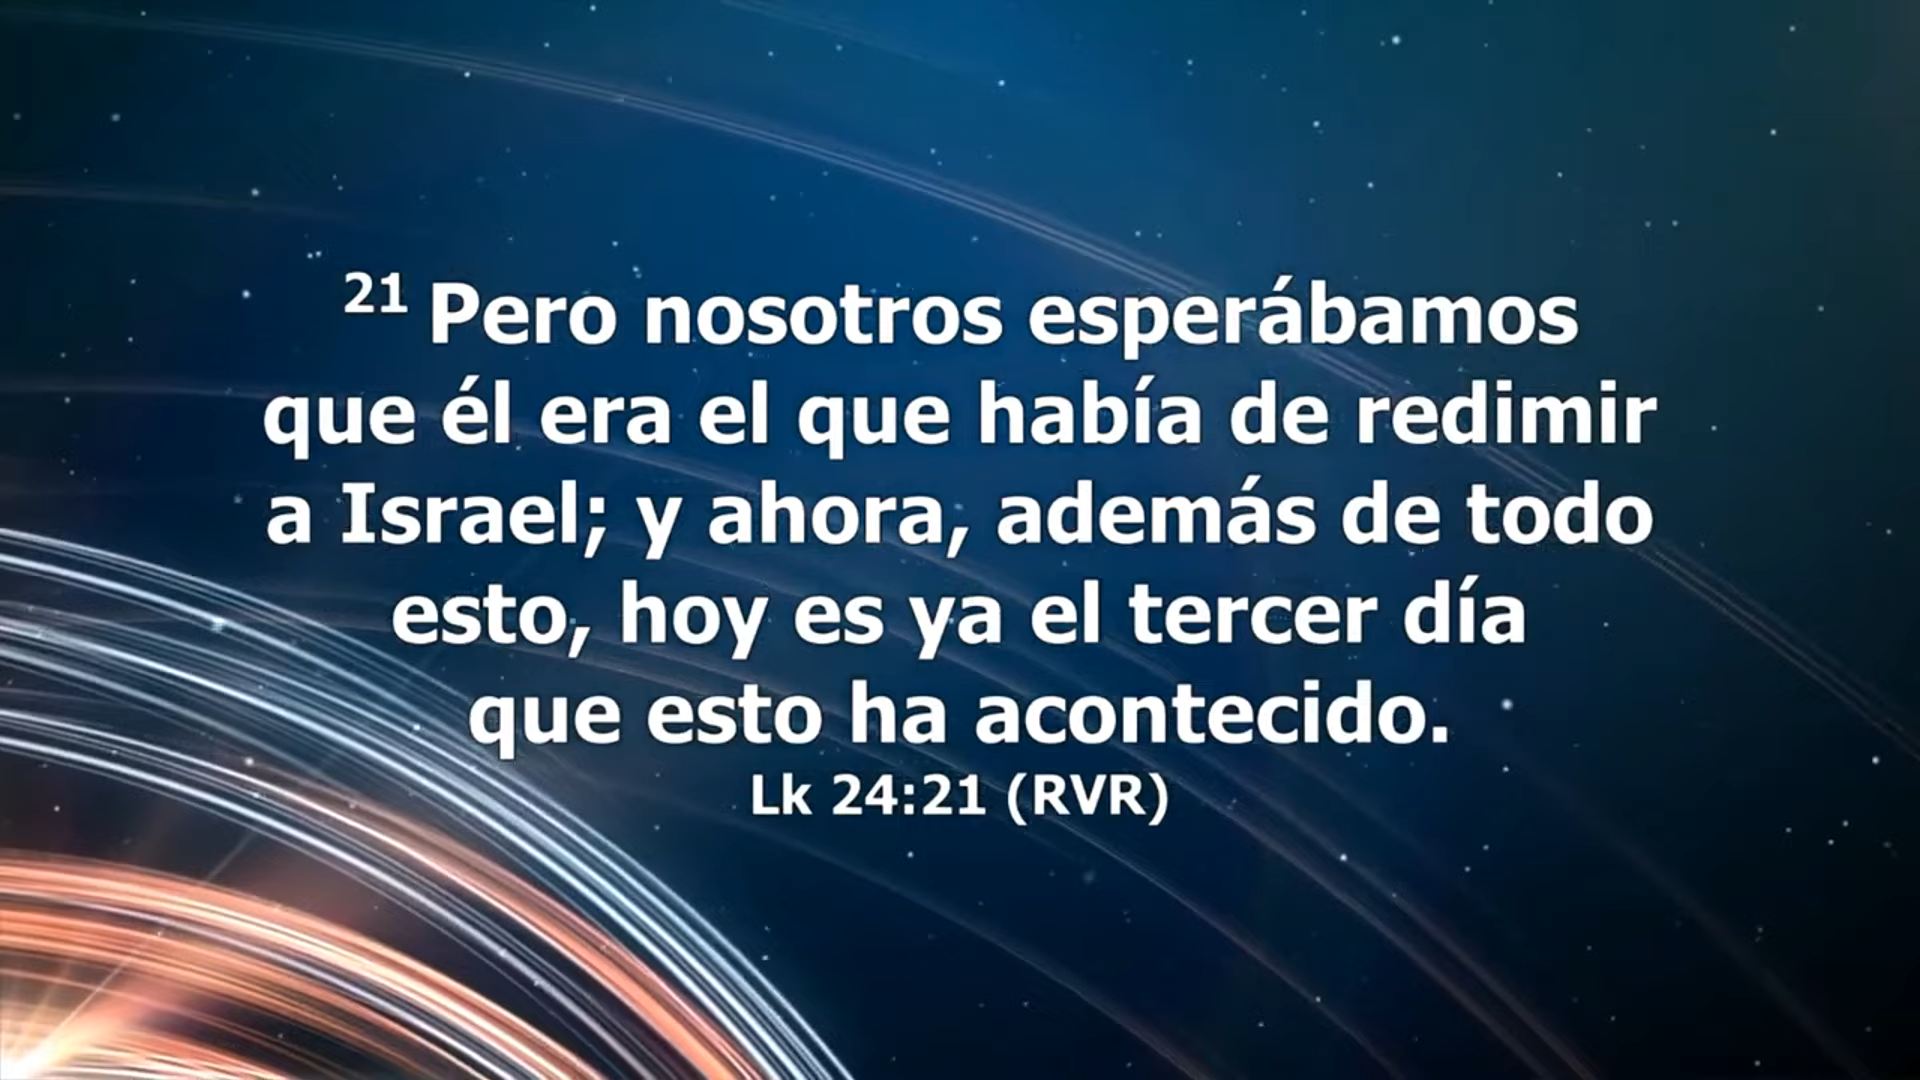 21 Pero nosotros esperábamos
que él era el que había de redimir
a Israel; y ahora, además de todo
esto, hoy es ya el tercer día
que esto ha acontecido.
Lk 24:21 (RVR)